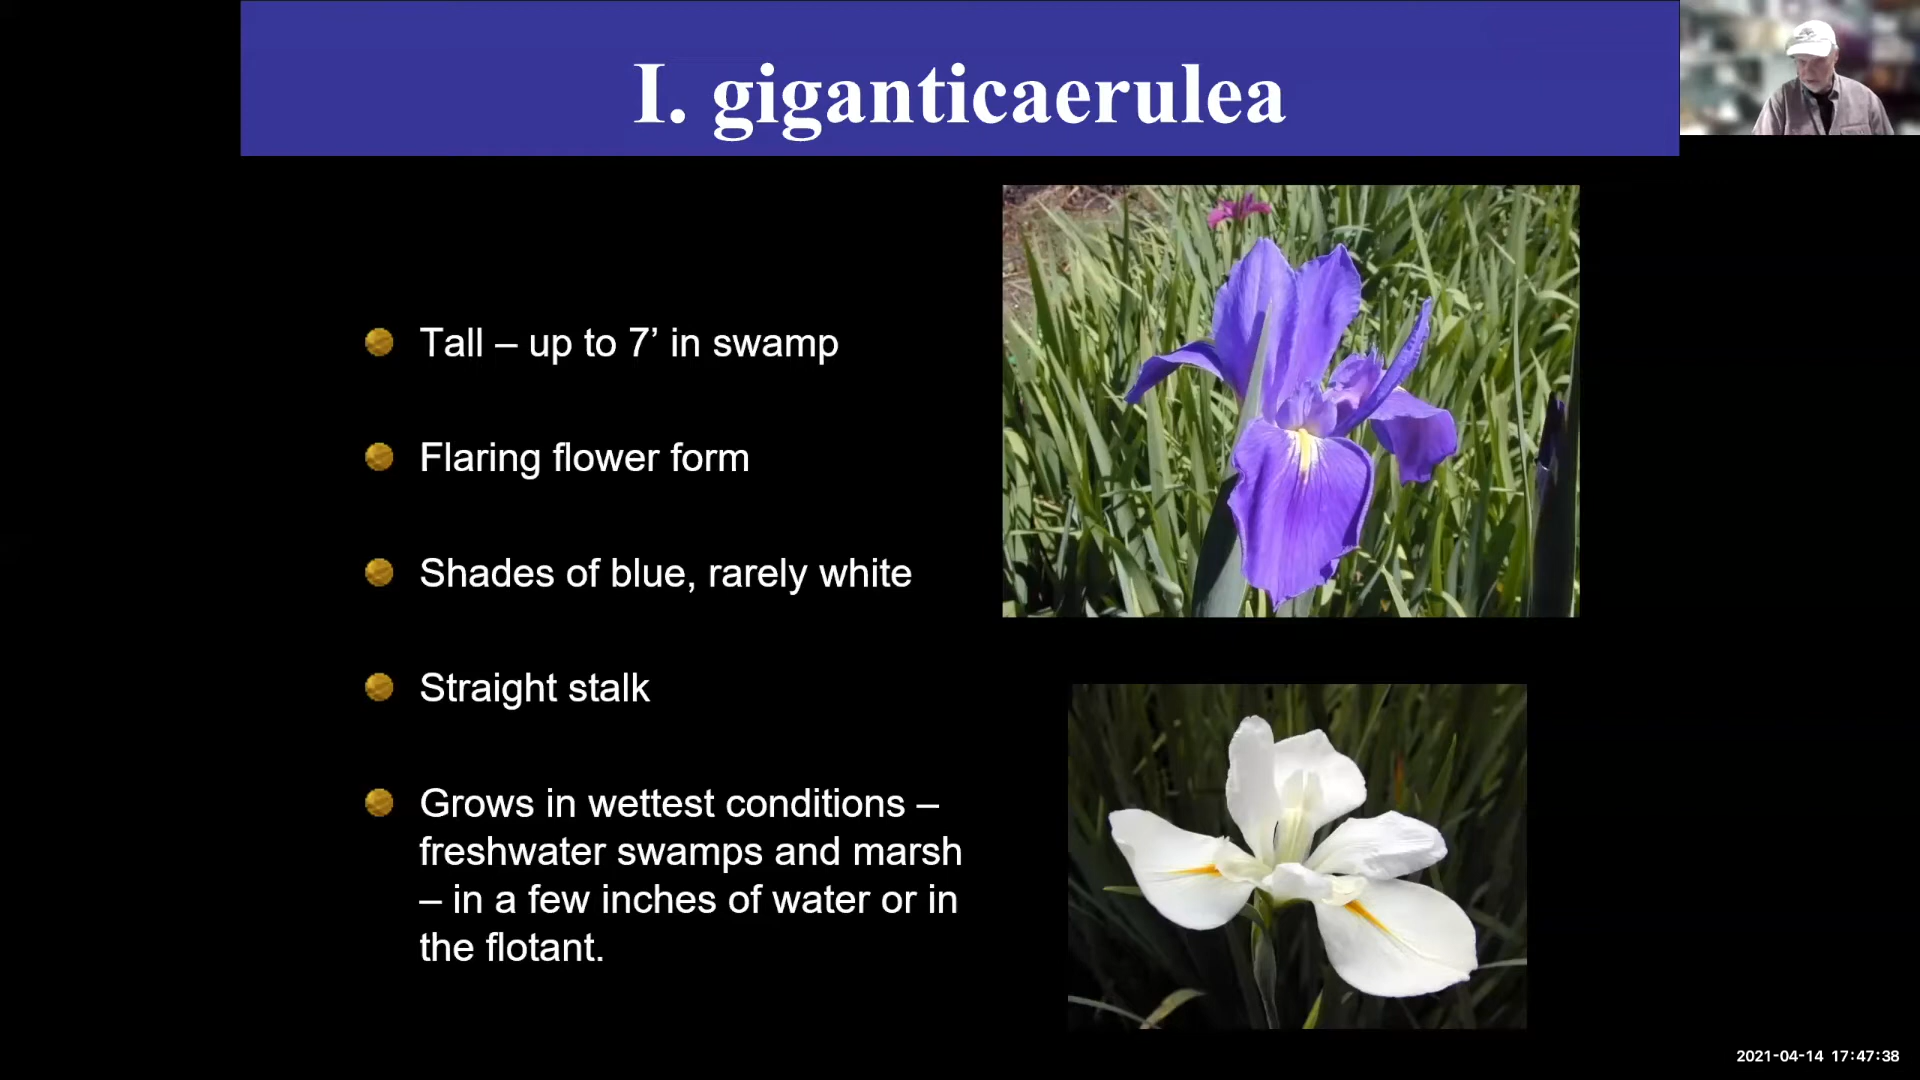 I. giganticaerulea
Tall – up to 7’ in swamp
Flaring flower form
Shades of blue, rarely white
Straight stalk
Grows in wettest conditions –
freshwater swamps and marsh
– in a few inches of water or in
the flotant.
2021-04-14 17:47:38